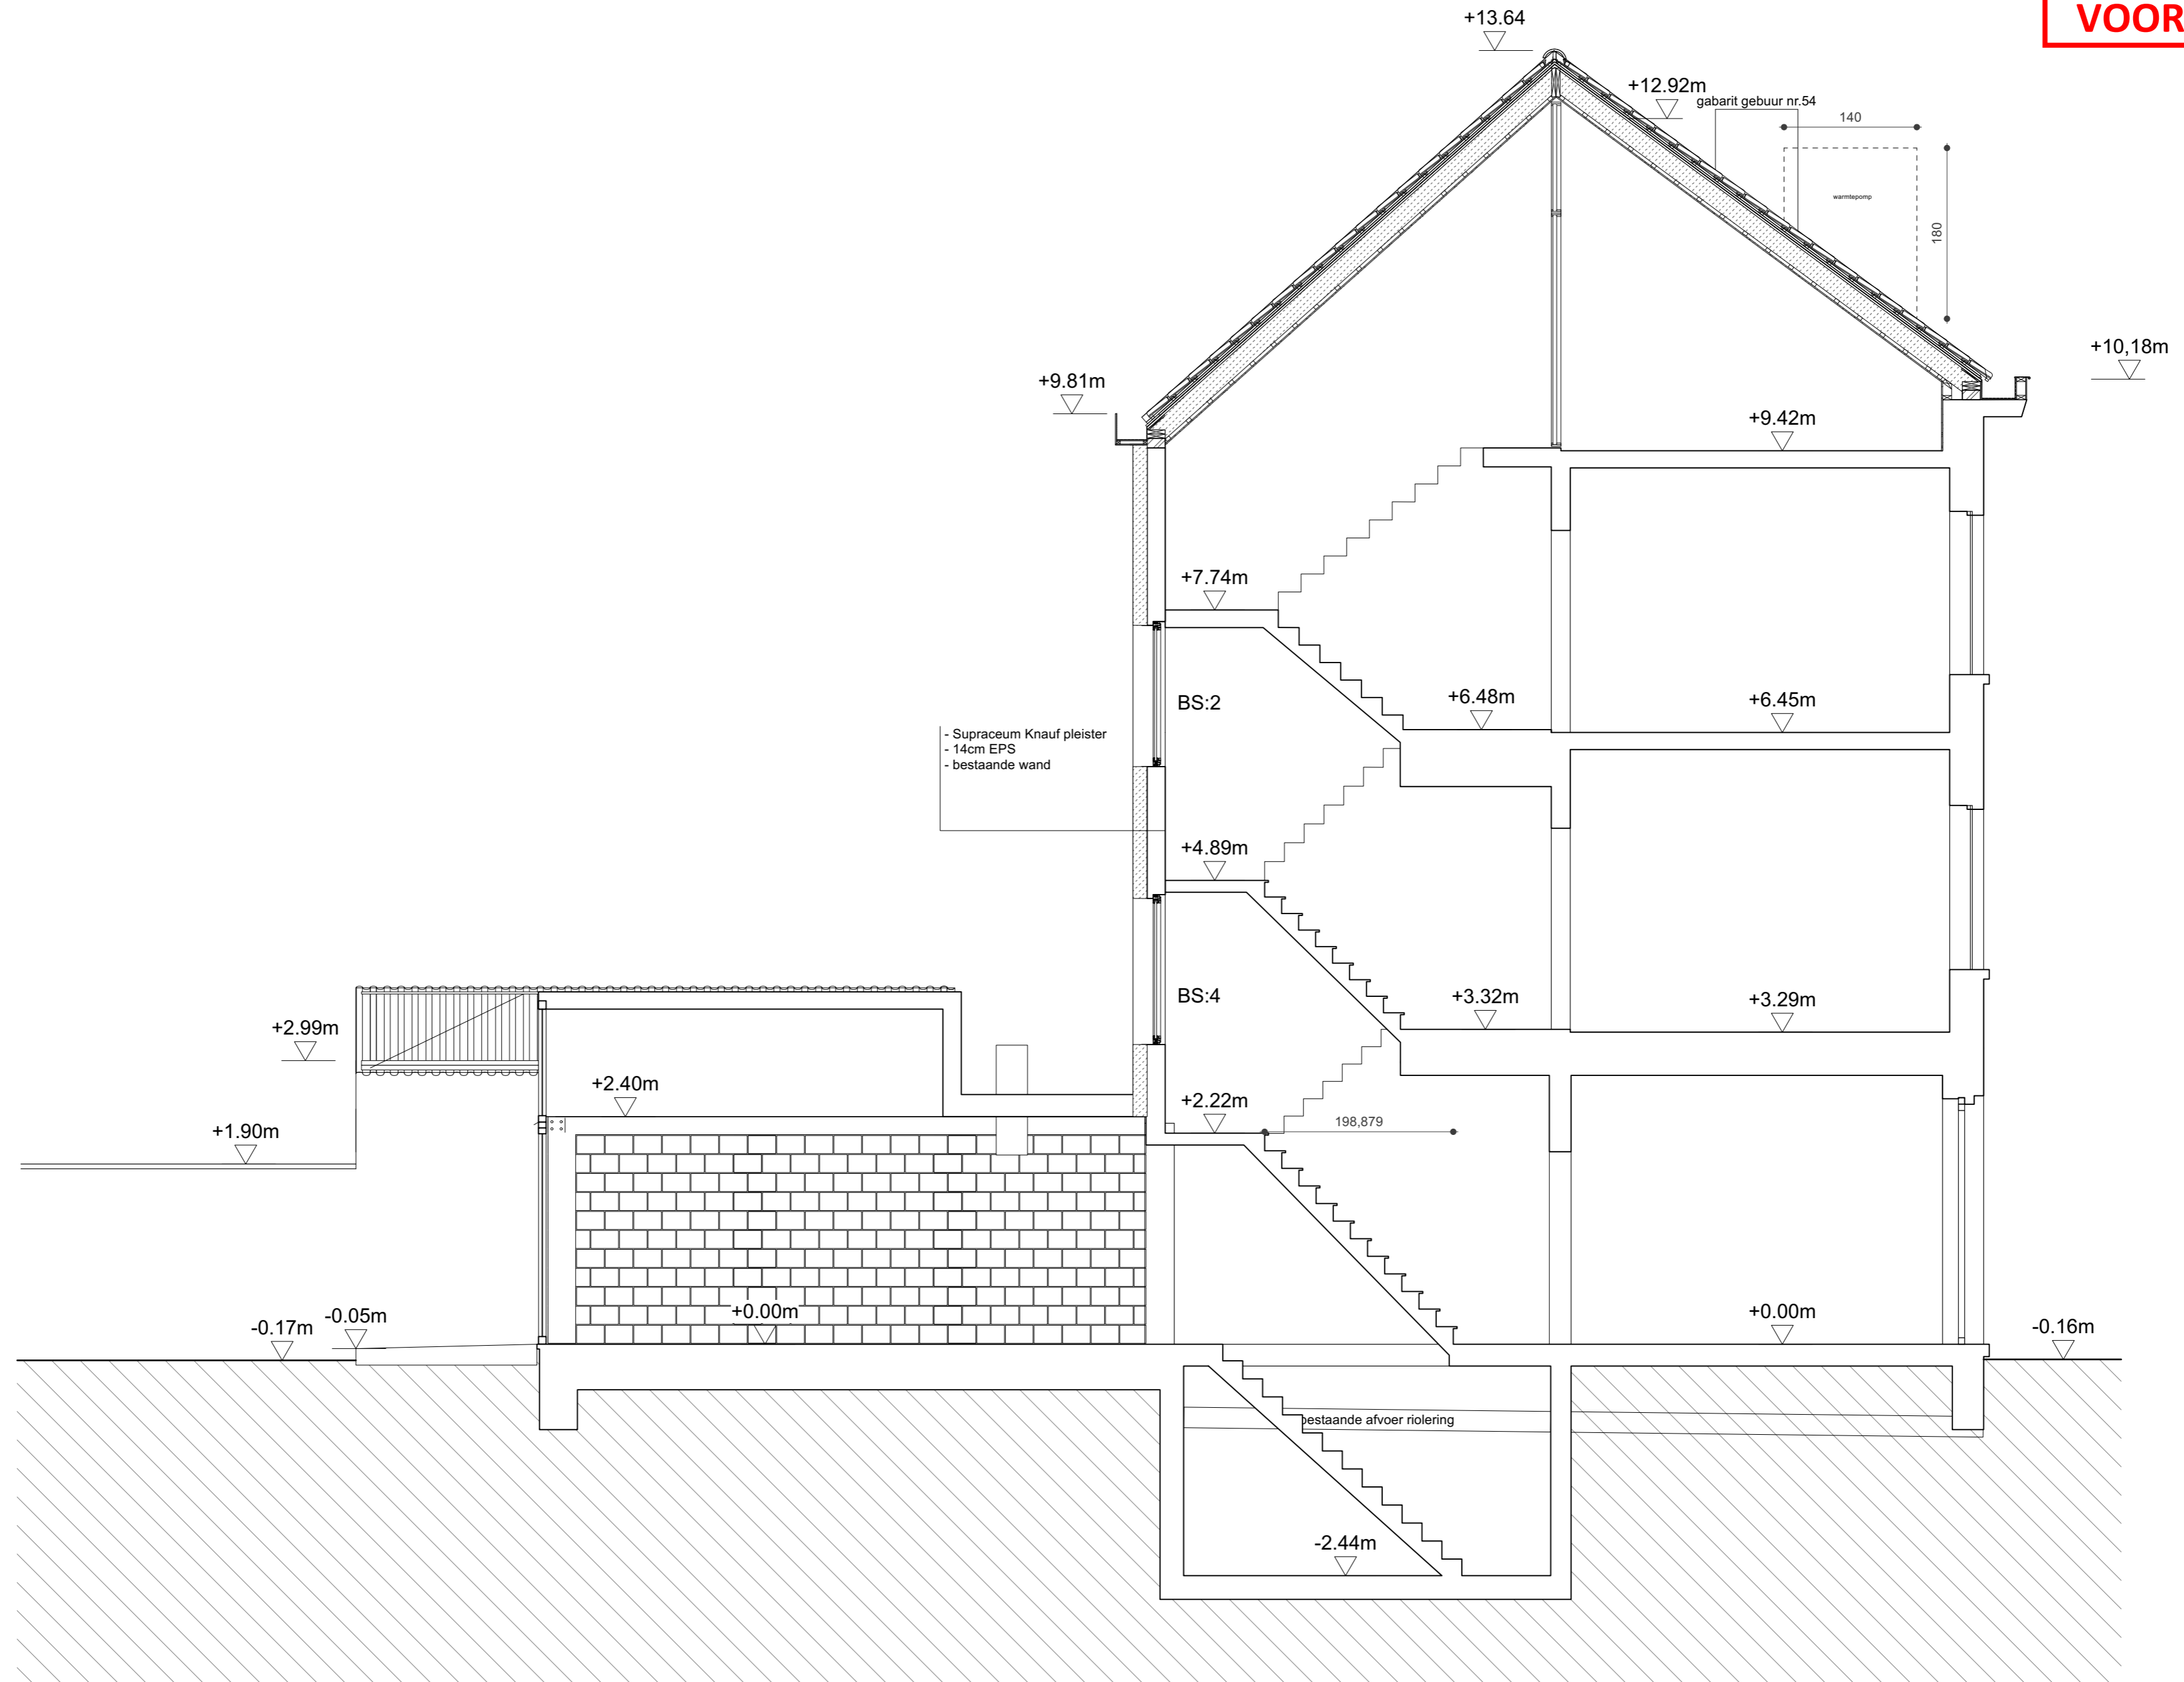 +13.64
VOOR
+12.92m
gabarit gebuur nr.54
140
warmtepomp
180
+10,18m
+9.81m
+9.42m
+7.74m
BS:2
+6.48m
+6.45m
- Supraceum Knauf pleister
- 14cm EPS
- bestaande wand
+4.89m
BS:4
+3.32m
+3.29m
+2.99m
+2.40m
+2.22m
198,879
+1.90m
+0.00m
+0.00m
-0.05m
-0.17m
-0.16m
bestaande afvoer riolering
-2.44m